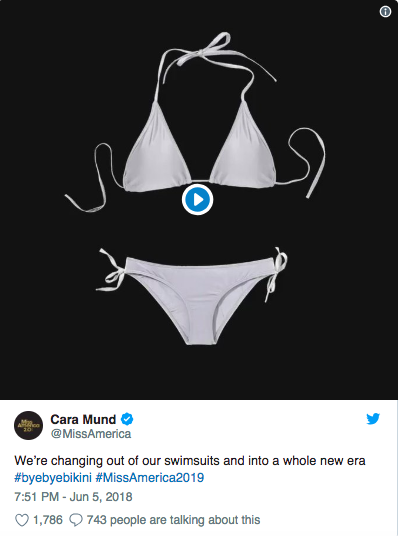 Cara Mund
@MissAmerica
We're changing out of our swimsuits and into a whole new era
#byebyebikini #MissAmerica2019
7:51 PM - Jun 5, 2018
1,786 743 people are talking about this